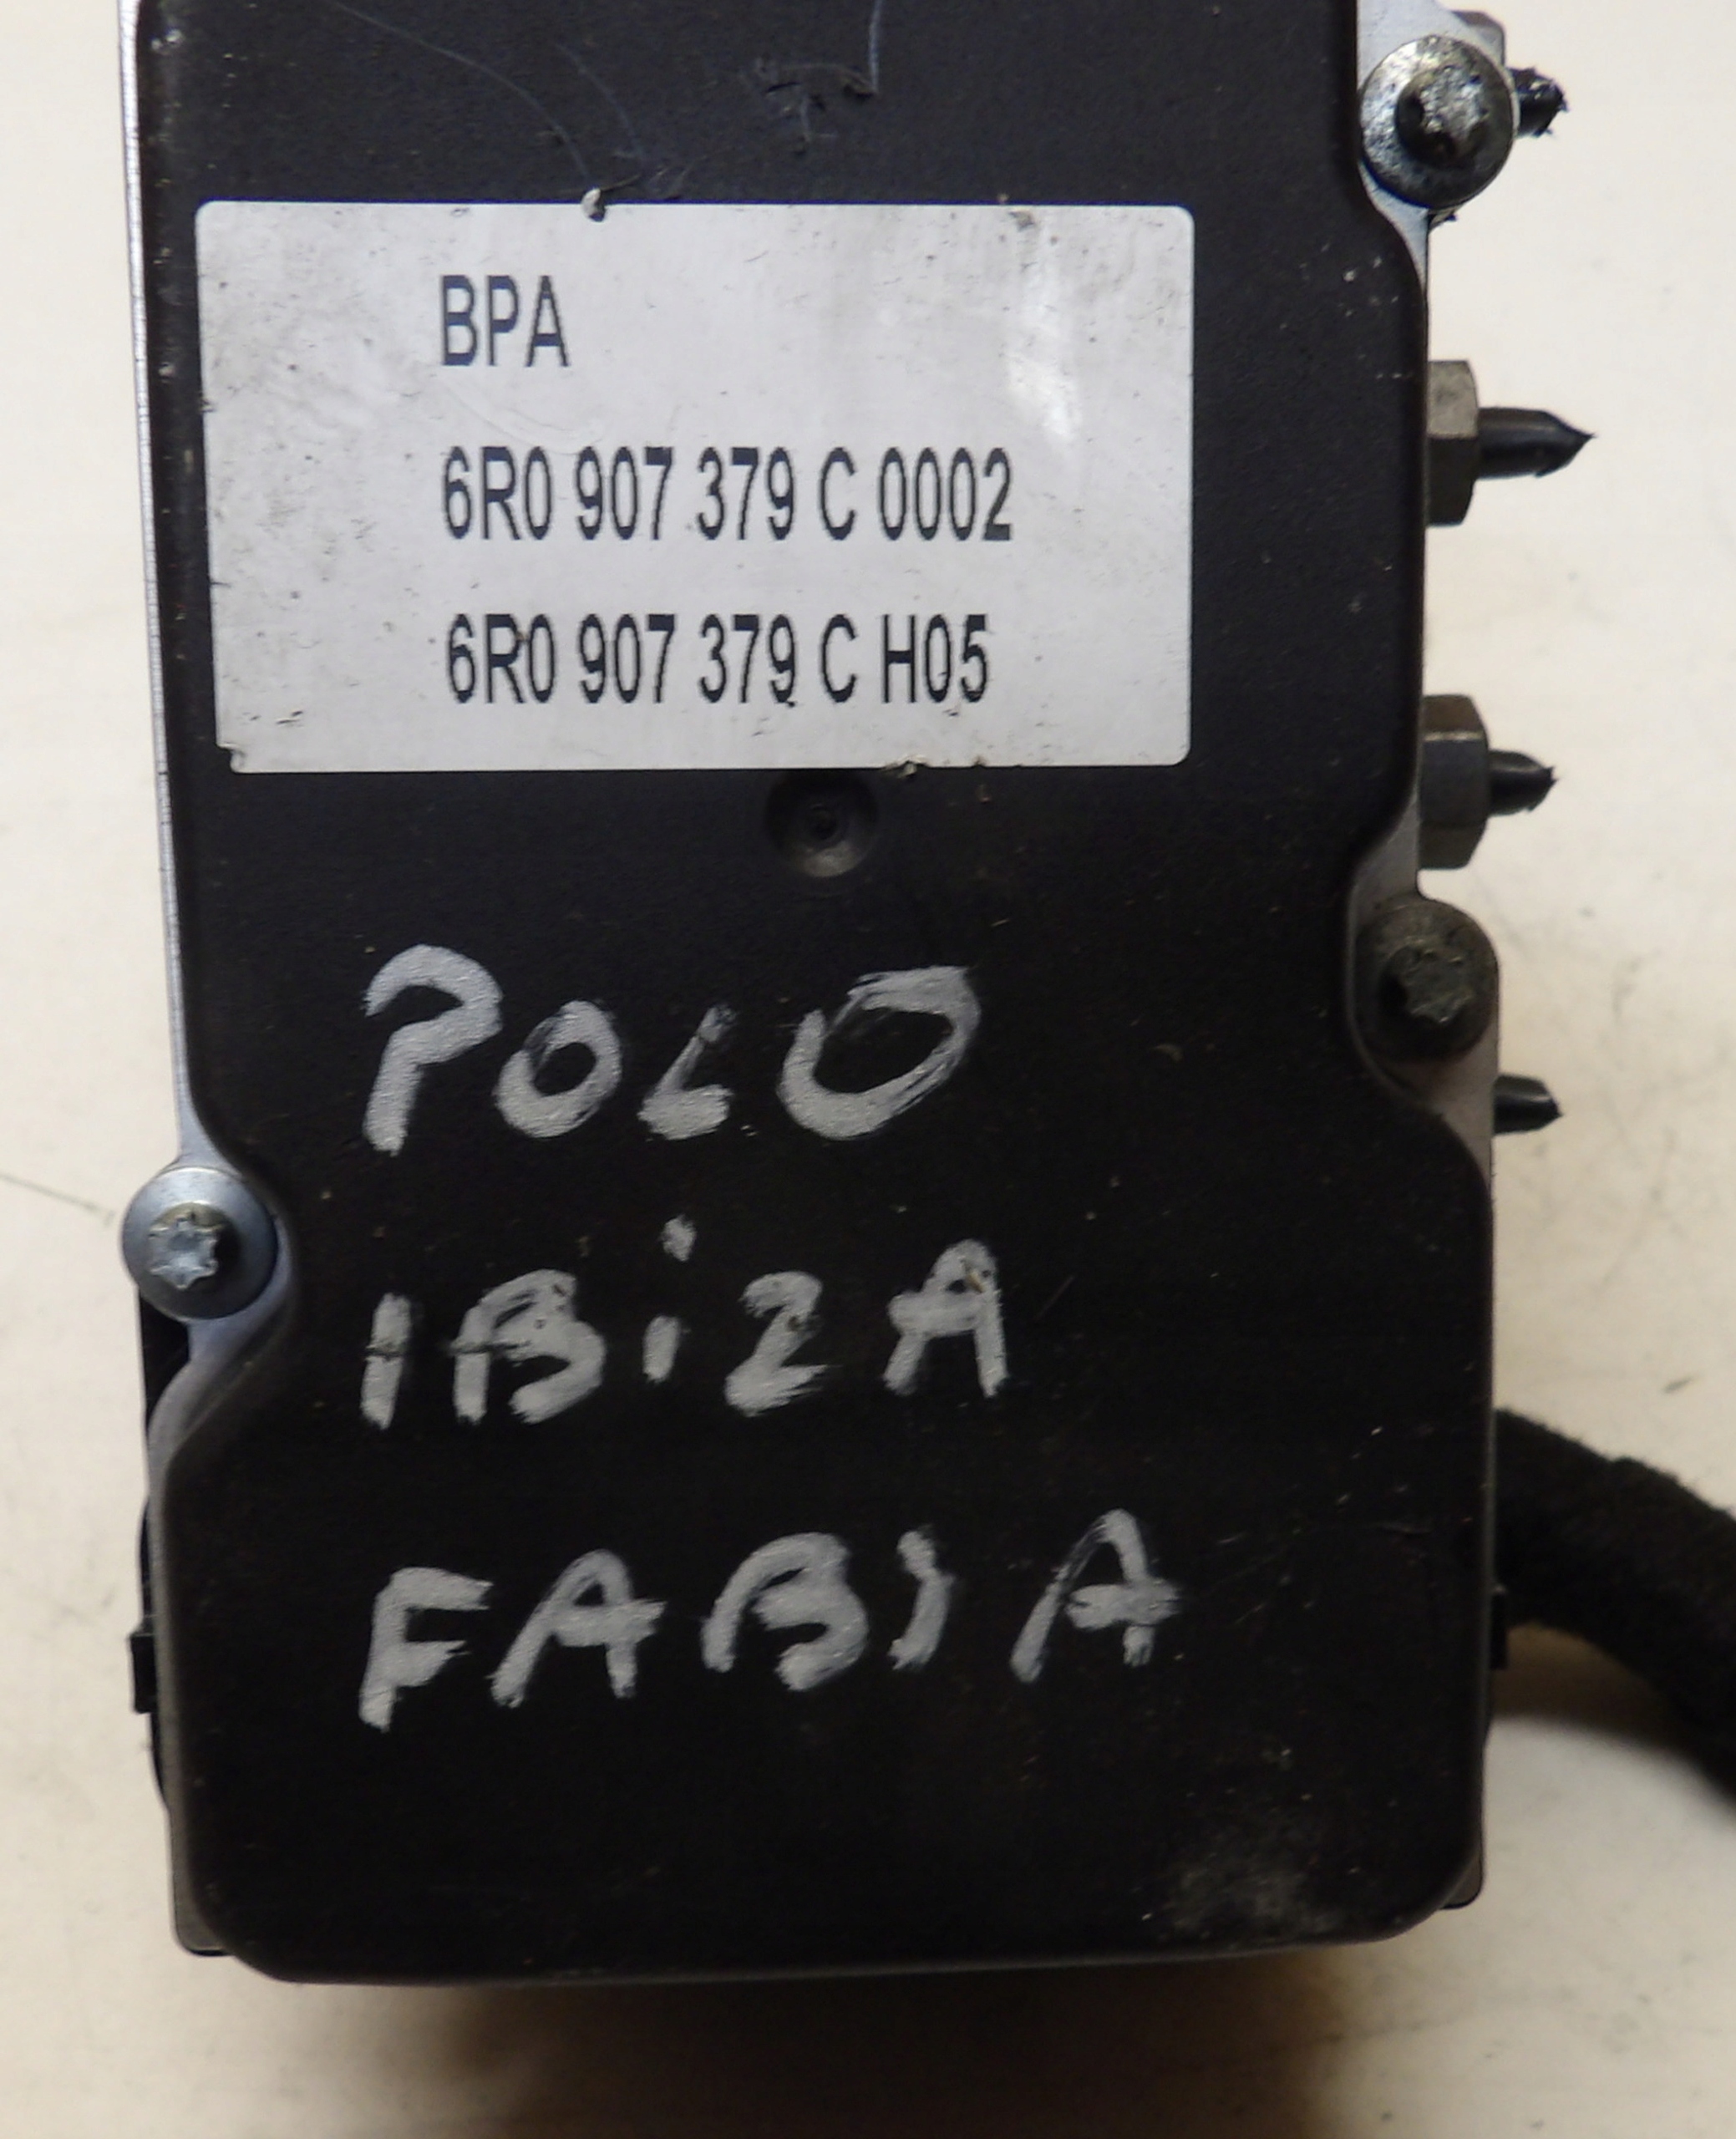 BPA
6R0 907 379 C 0002
6R0 907 379 C H05
POLO
IBiZA
FABIA